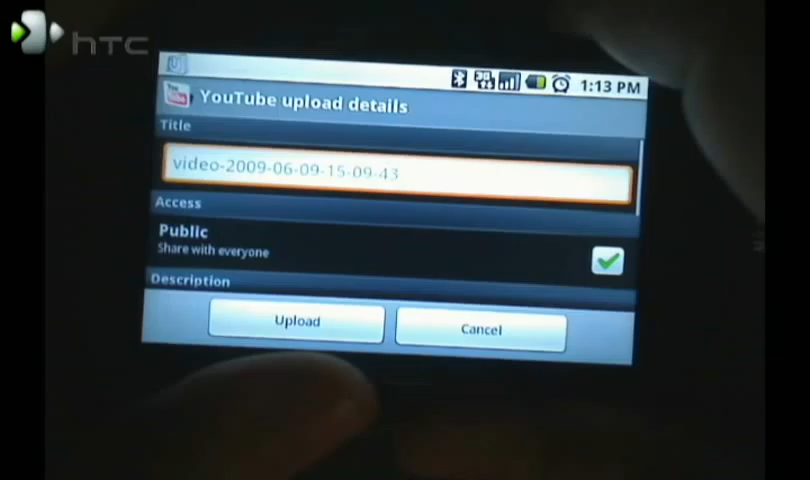 hTC
1:13 PM
YouTube upload details
Title
video-2009-06-09-15-09-43
Access
Public
Share with everyone
Description
Upload
Cancel